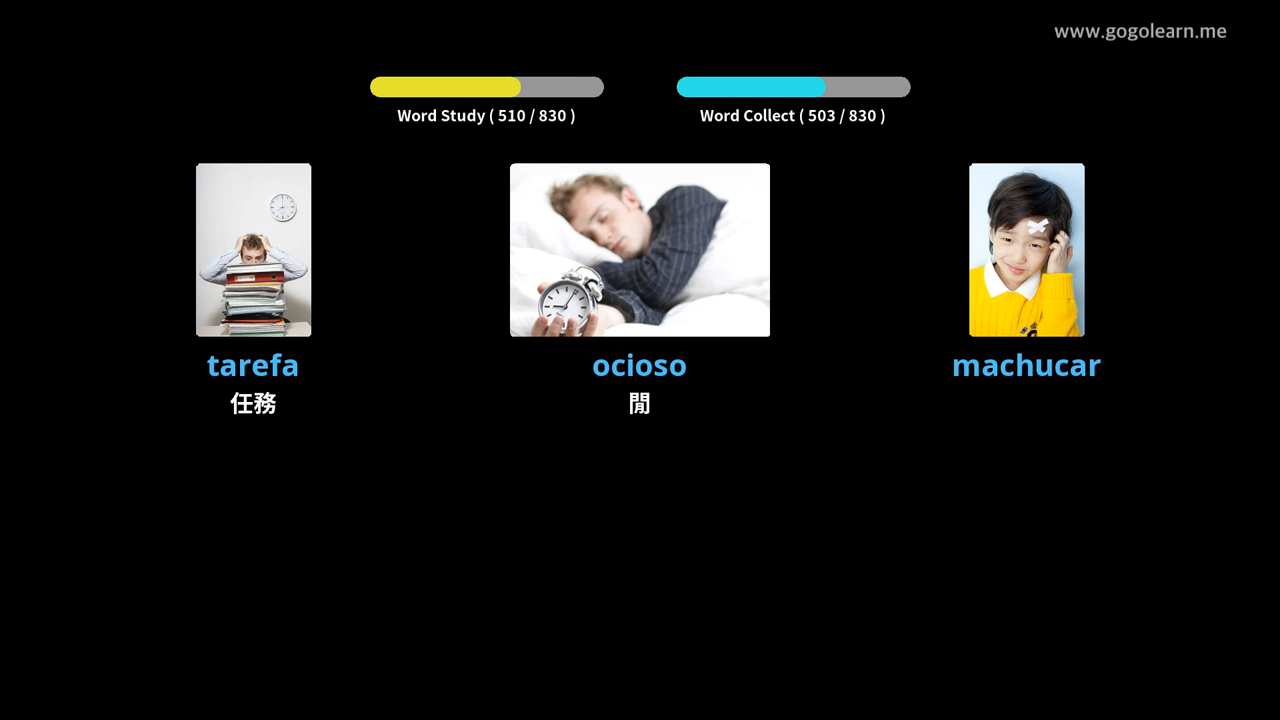 www.gogolearn.me
Word Study ( 510 / 830 )
Word Collect ( 503 / 830 )
tarefa
ocioso
machucar
任務
閒